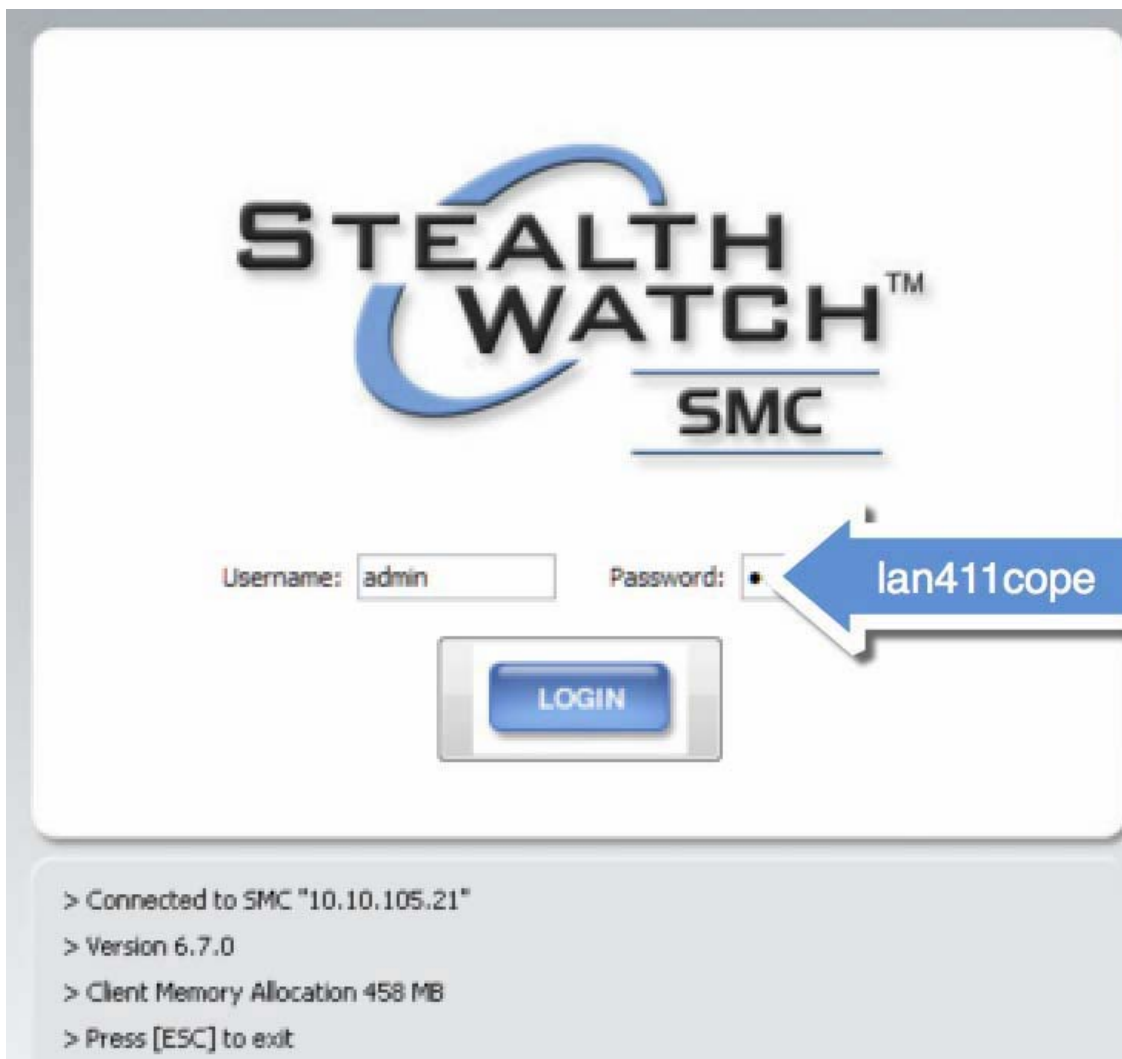 STEALTH
WATCH™
SMC
Username: admin Password: •
lan411cope
LOGIN
> Connected to SMC "10.10.105.21"
> Version 6.7.0
> Client Memory Allocation 458 MB
> Press [ESC] to exit